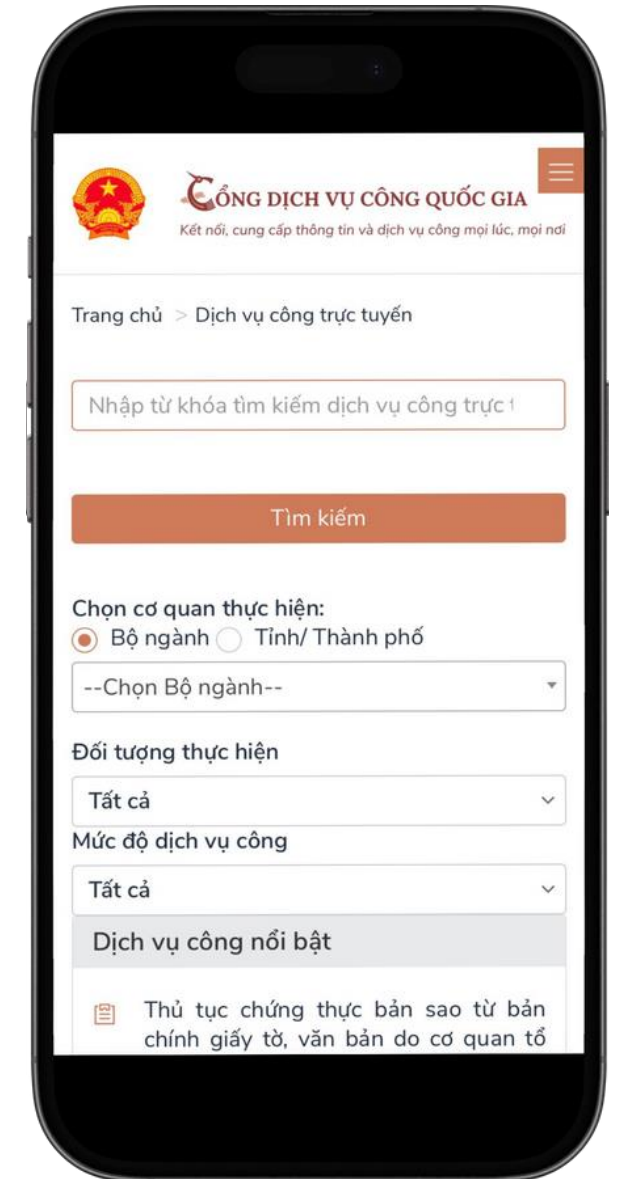 CỔNG DỊCH VỤ CÔNG QUỐC GIA
Kết nối, cung cấp thông tin và dịch vụ công mọi lúc, mọi nơi
Trang chủ > Dịch vụ công trực tuyến
Nhập từ khóa tìm kiếm dịch vụ công trực t
Tìm kiếm
Chọn cơ quan thực hiện:
Bộ ngành Tỉnh/ Thành phố
--Chọn Bộ ngành--
Đối tượng thực hiện
Tất cả
Mức độ dịch vụ công
Tất cả
Dịch vụ công nổi bật
Thủ tục chứng thực bản sao từ bản
chính giấy tờ, văn bản do cơ quan tổ